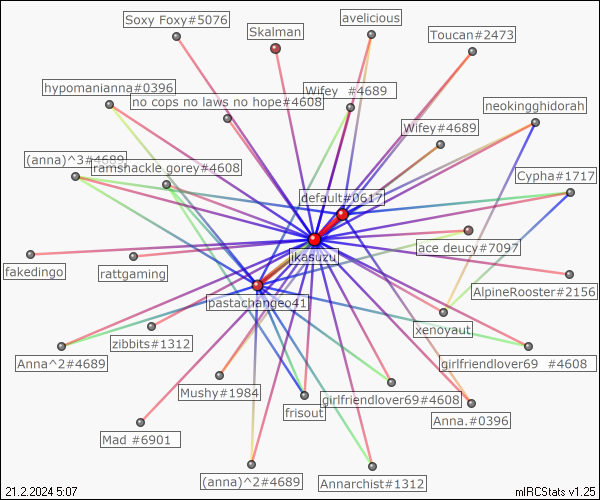 Soxy Foxy#5076
avelicious
Skalman
Toucan#2473
hypomanianna#0396
Wifey #4689
no cops no laws no hope#4608
neokingghidorah
Wifey#4689
(anna)^3#4689
ramshackle gorey#4608
Cypha#1717
default#0617
ace deucy#7097
ikasuzu
fakedingo
rattgaming
AlpineRooster#2156
pastachangeo41
xenoyaut
zibbits#1312
Anna^2#4689
girlfriendlover69 #4608
Mushy#1984
girlfriendlover69#4608
frisout
Anna.#0396
Mad #6901
(anna)^2#4689
Annarchist#1312
21.2.2024 5:07
mIRCStats v1.25